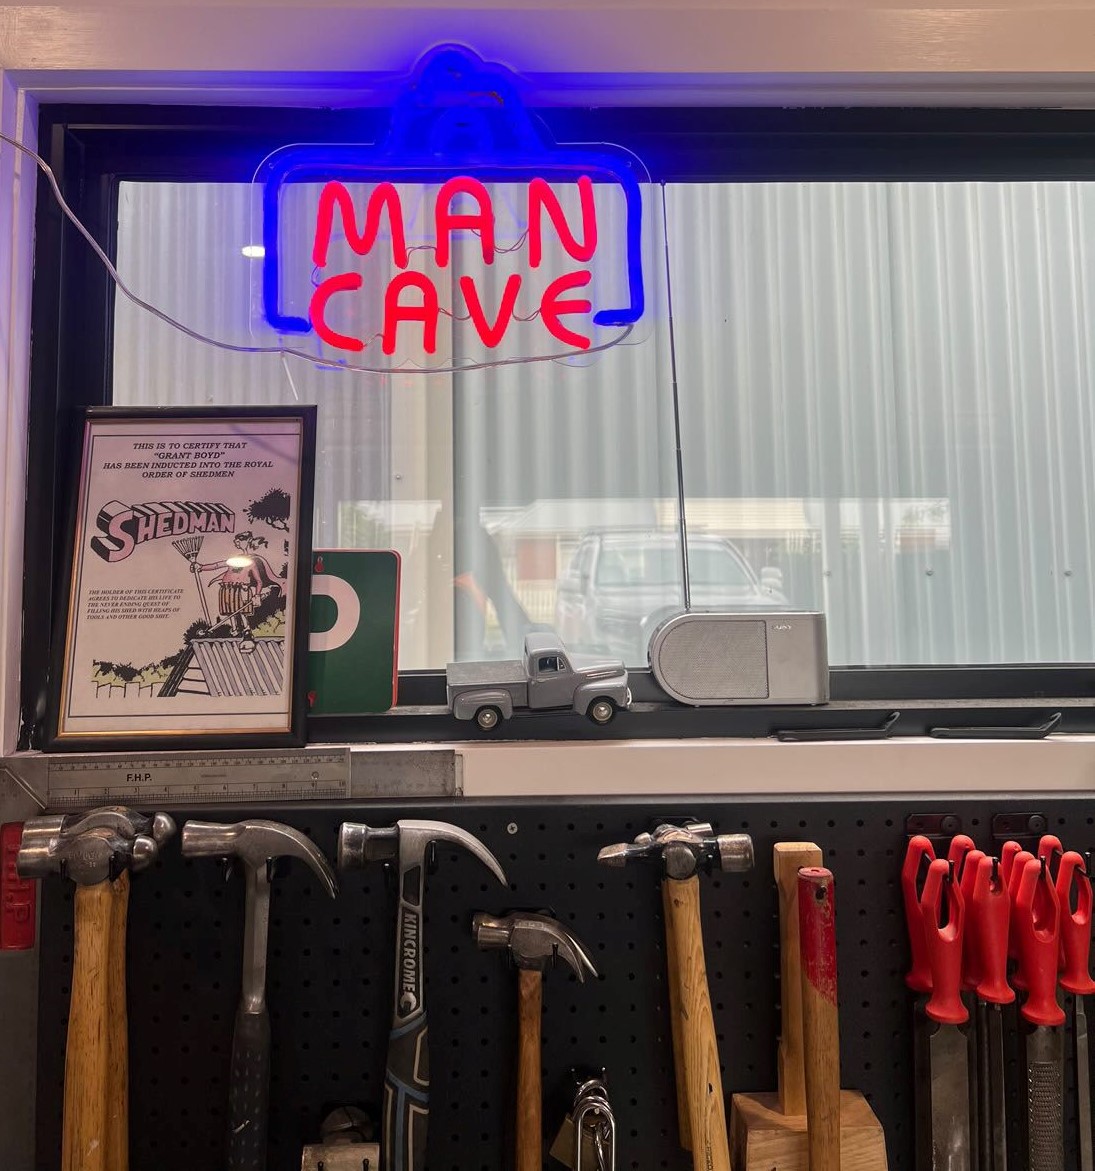 MAN
CAVE
THIS IS TO CERTIFY THAT
"GRANT BOYD"
HAS BEEN INDUCTED INTO THE ROYAL
ORDER OF SHEDMEN
SHEDMAN
THE HOLDER OF THIS CERTIFICATE
AGREES TO DEDICATE HIS LIFE TO
THE NEVER ENDING QUEST OF
FILLING HIS SHED WITH HEAPS OF
TOOLS AND OTHER GOOD SHIT.
F.H.P.
KINCROME